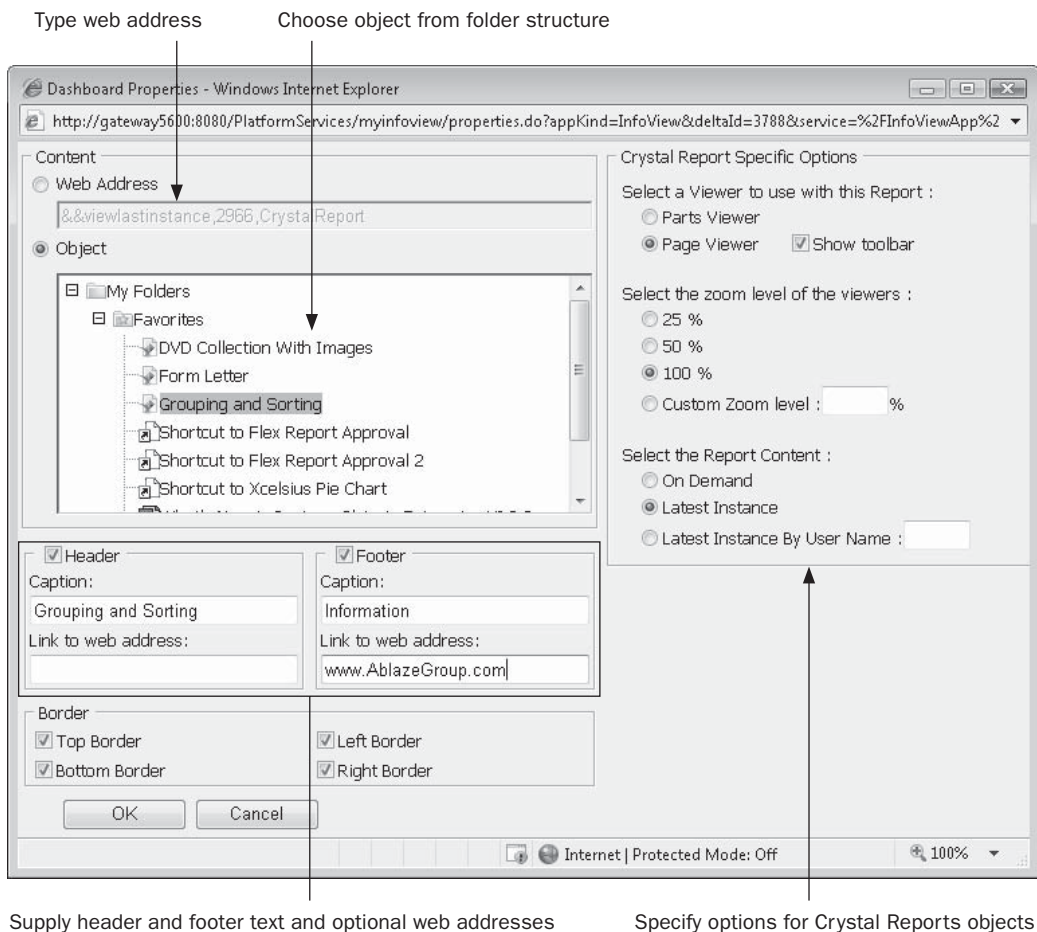 Type web address
Choose object from folder structure
Dashboard Properties - Windows Internet Explorer
http://gateway5600:8080/PlatformServices/myinfoview/properties.do?appKind=InfoView&deltaId=3788&service=%2FInfoViewApp%2
Content
Web Address
&&viewlastinstance,2966,CrystalReport
Object
My Folders
Favorites
DVD Collection With Images
Form Letter
Grouping and Sorting
Shortcut to Flex Report Approval
Shortcut to Flex Report Approval 2
Shortcut to Xcelsius Pie Chart
Header
Caption:
Grouping and Sorting
Link to web address:
Footer
Caption:
Information
Link to web address:
www.AblazeGroup.com
Border
Top Border
Left Border
Bottom Border
Right Border
OK
Cancel
Crystal Report Specific Options
Select a Viewer to use with this Report :
Parts Viewer
Page Viewer
Show toolbar
Select the zoom level of the viewers :
25 %
50 %
100 %
Custom Zoom level : %
Select the Report Content :
On Demand
Latest Instance
Latest Instance By User Name :
Internet | Protected Mode: Off
100%
Supply header and footer text and optional web addresses
Specify options for Crystal Reports objects